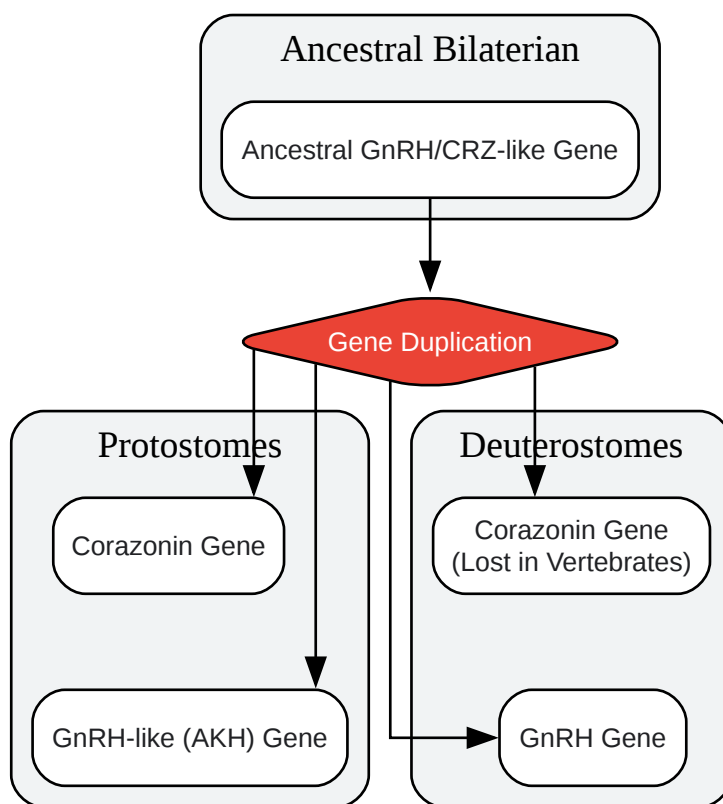 Ancestral Bilaterian
Ancestral GnRH/CRZ-like Gene
Gene Duplication
Protostomes
Corazonin Gene
GnRH-like (AKH) Gene
Deuterostomes
Corazonin Gene
(Lost in Vertebrates)
GnRH Gene